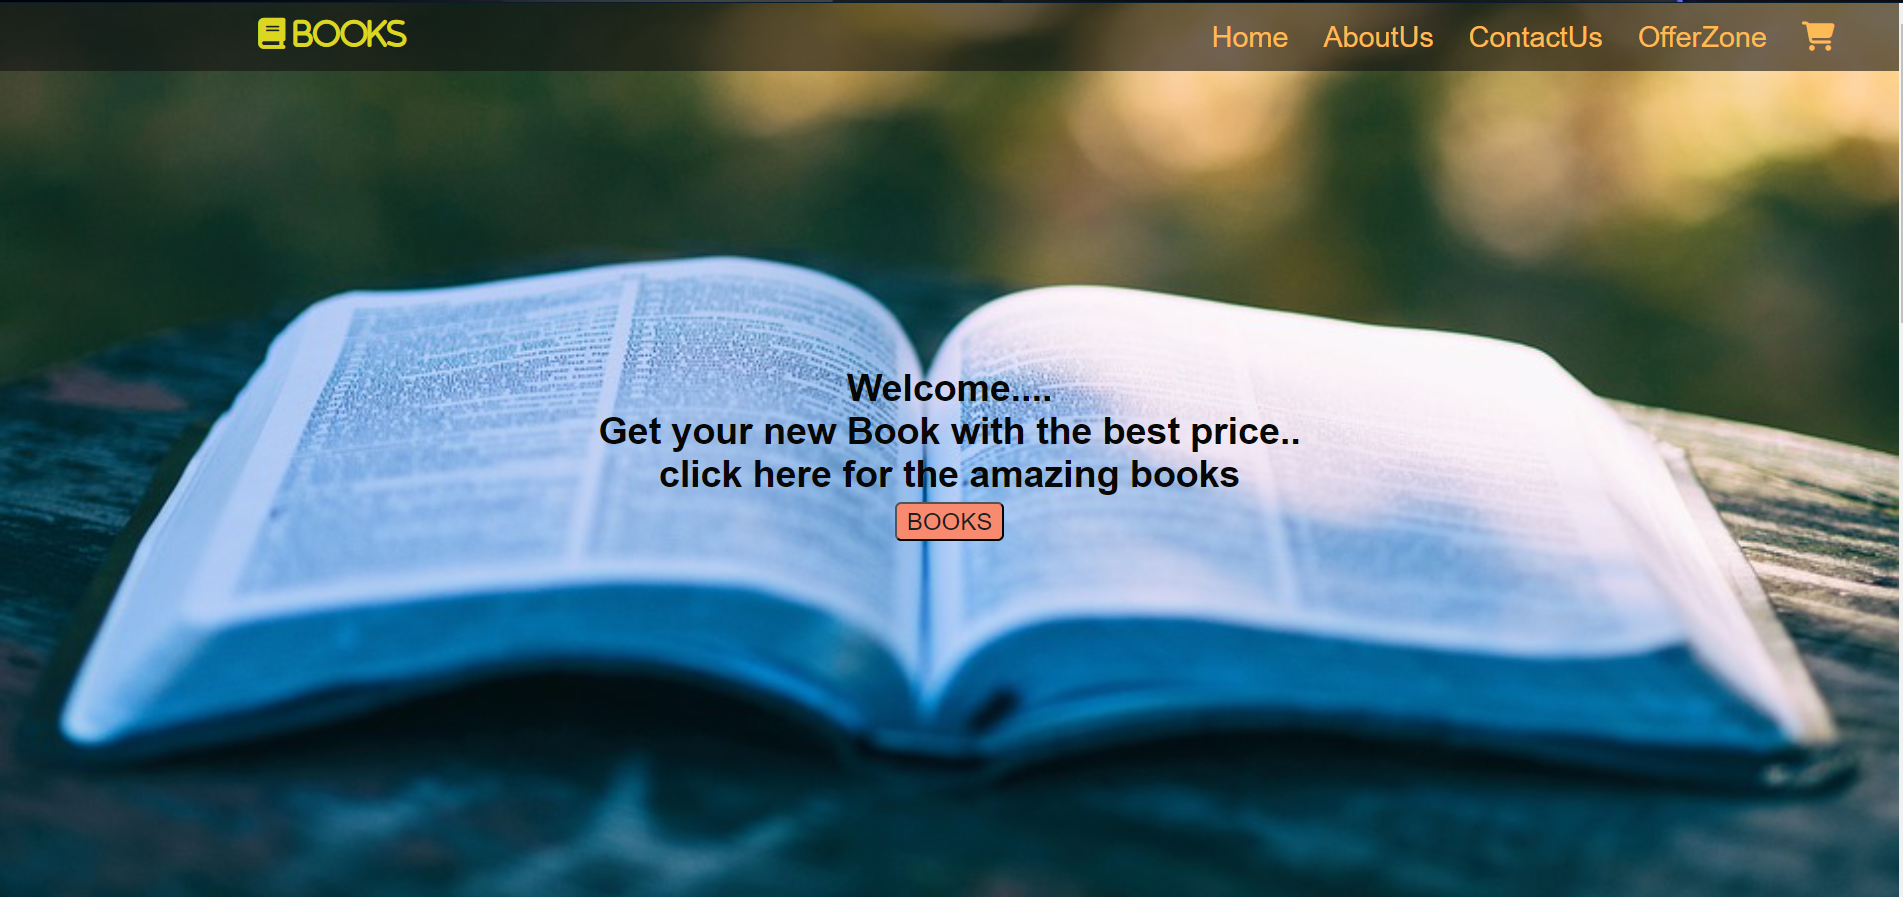 BOOKS
Home AboutUs ContactUs OfferZone
Welcome....
Get your new Book with the best price..
click here for the amazing books
BOOKS